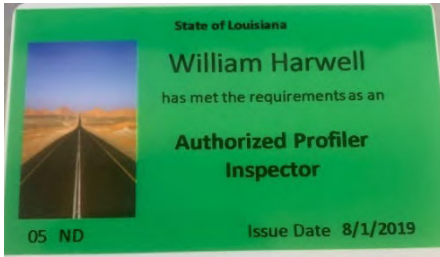 State of Louisiana
William Harwell
has met the requirements as an
Authorized Profiler
Inspector
05 ND
Issue Date 8/1/2019